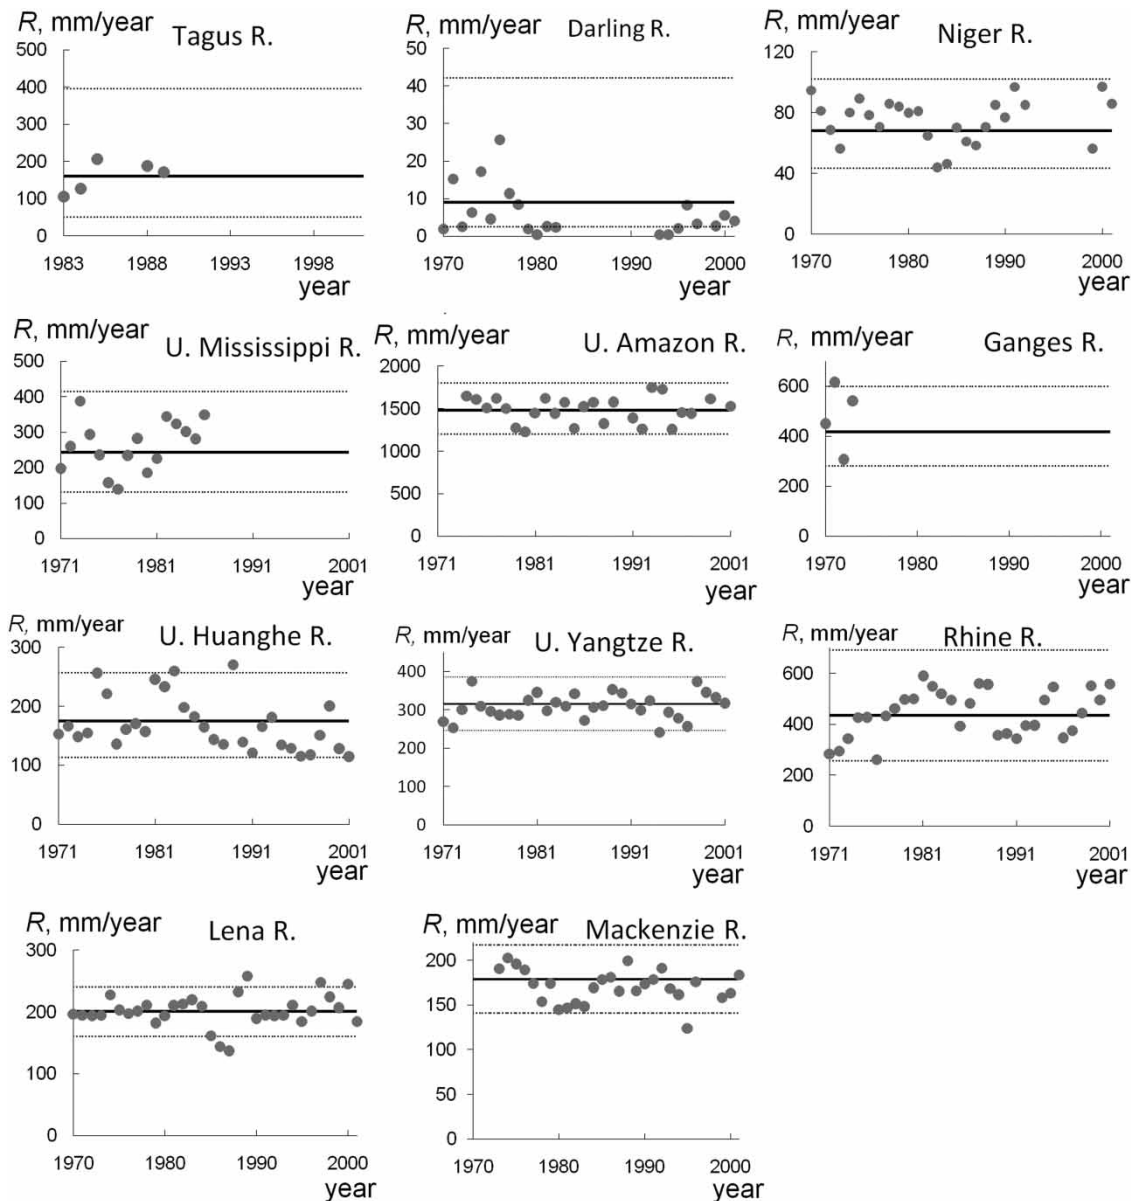 R, mm/year
Tagus R.
500
400
300
200
100
0
1983 1988 1993 1998
year
R, mm/year
Darling R.
50
40
30
20
10
0
1970 1980 1990 2000
year
R, mm/year
Niger R.
120
80
40
0
1970 1980 1990 2000
year
R, mm/year
U. Mississippi R.
500
400
300
200
100
0
1971 1981 1991 2001
year
R, mm/year
U. Amazon R.
2000
1500
1000
500
0
1971 1981 1991 2001
year
R, mm/year
Ganges R.
600
400
200
0
1970 1980 1990 2000
year
R, mm/year
U. Huanghe R.
300
200
100
0
1971 1981 1991 2001
year
R, mm/year
U. Yangtze R.
400
300
200
100
0
1971 1981 1991 2001
year
R, mm/year
Rhine R.
600
400
200
0
1971 1981 1991 2001
year
R, mm/year
Lena R.
300
200
100
0
1970 1980 1990 2000
year
R, mm/year
Mackenzie R.
200
150
100
50
0
1970 1980 1990 2000
year